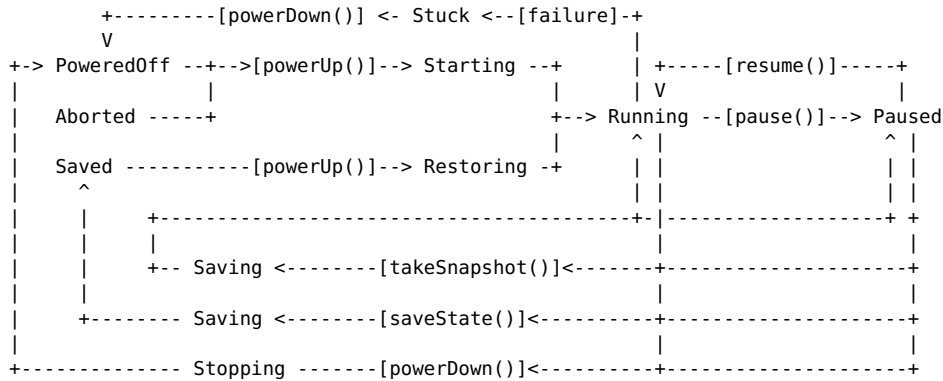 +---------[powerDown()] <- Stuck <--[failure]-+
V |
+-> PoweredOff --+-->[powerUp()]--> Starting --+ | +-----[resume()]-----+
| | | | V |
| Aborted -----+ +--> Running --[pause()]--> Paused
| | ^ | ^ |
| Saved -----------[powerUp()]--> Restoring -+ | | | |
| ^ | | | |
| | +-----------------------------------------+-|-------------------+ +
| | | | |
| | +-- Saving <--------[takeSnapshot()]<-------+---------------------+
| | | |
| +-------- Saving <--------[saveState()]<----------+---------------------+
| | |
+-------------- Stopping -------[powerDown()]<----------+---------------------+